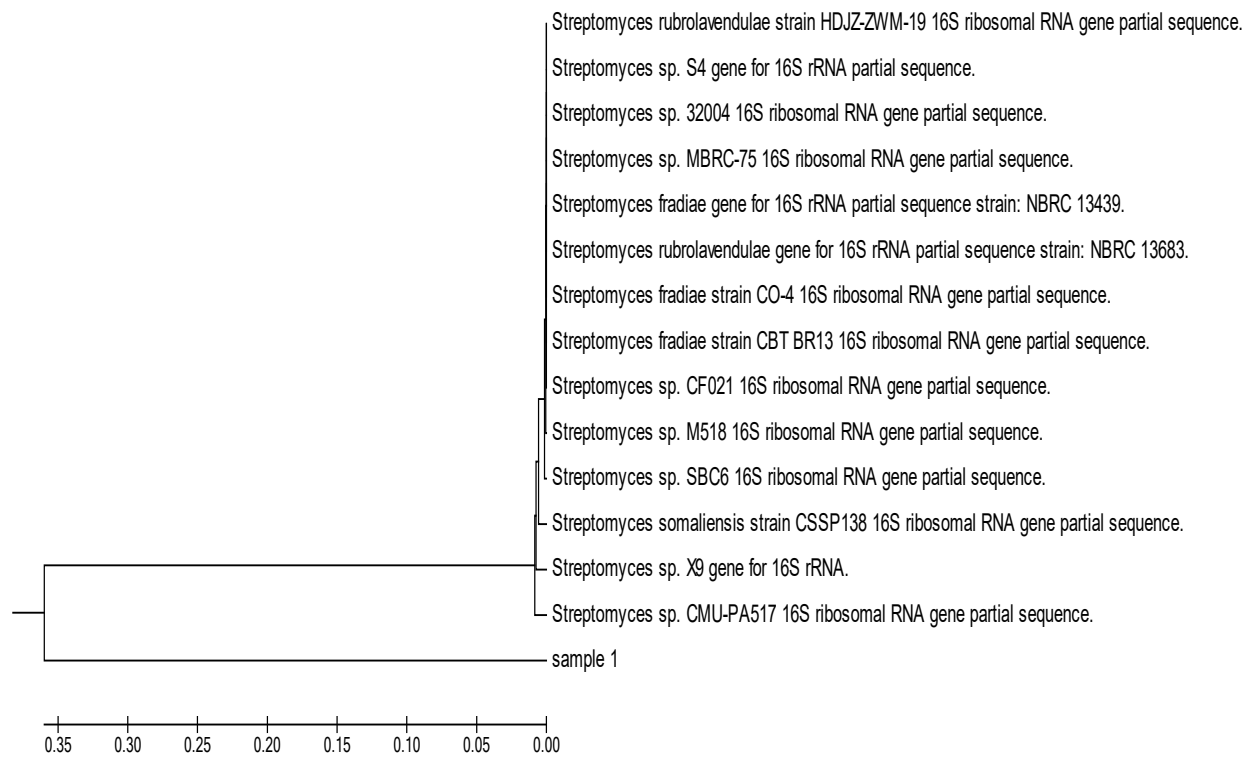 Streptomyces rubrolavendulae strain HDJZ-ZWM-19 16S ribosomal RNA gene partial sequence.
Streptomyces sp. S4 gene for 16S rRNA partial sequence.
Streptomyces sp. 32004 16S ribosomal RNA gene partial sequence.
Streptomyces sp. MBRC-75 16S ribosomal RNA gene partial sequence.
Streptomyces fradiae gene for 16S rRNA partial sequence strain: NBRC 13439.
Streptomyces rubrolavendulae gene for 16S rRNA partial sequence strain: NBRC 13683.
Streptomyces fradiae strain CO-4 16S ribosomal RNA gene partial sequence.
Streptomyces fradiae strain CBT BR13 16S ribosomal RNA gene partial sequence.
Streptomyces sp. CF021 16S ribosomal RNA gene partial sequence.
Streptomyces sp. M518 16S ribosomal RNA gene partial sequence.
Streptomyces sp. SBC6 16S ribosomal RNA gene partial sequence.
Streptomyces somaliensis strain CSSP138 16S ribosomal RNA gene partial sequence.
Streptomyces sp. X9 gene for 16S rRNA.
Streptomyces sp. CMU-PA517 16S ribosomal RNA gene partial sequence.
sample 1
0.35 0.30 0.25 0.20 0.15 0.10 0.05 0.00